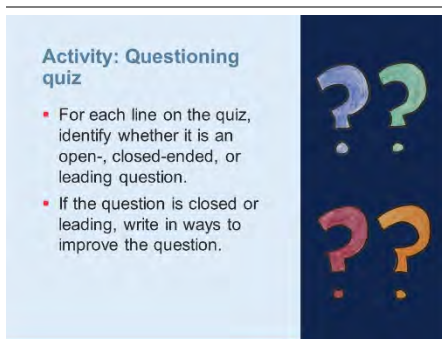 Activity: Questioning
quiz
• For each line on the quiz,
identify whether it is an
open-, closed-ended, or
leading question.
• If the question is closed or
leading, write in ways to
improve the question.